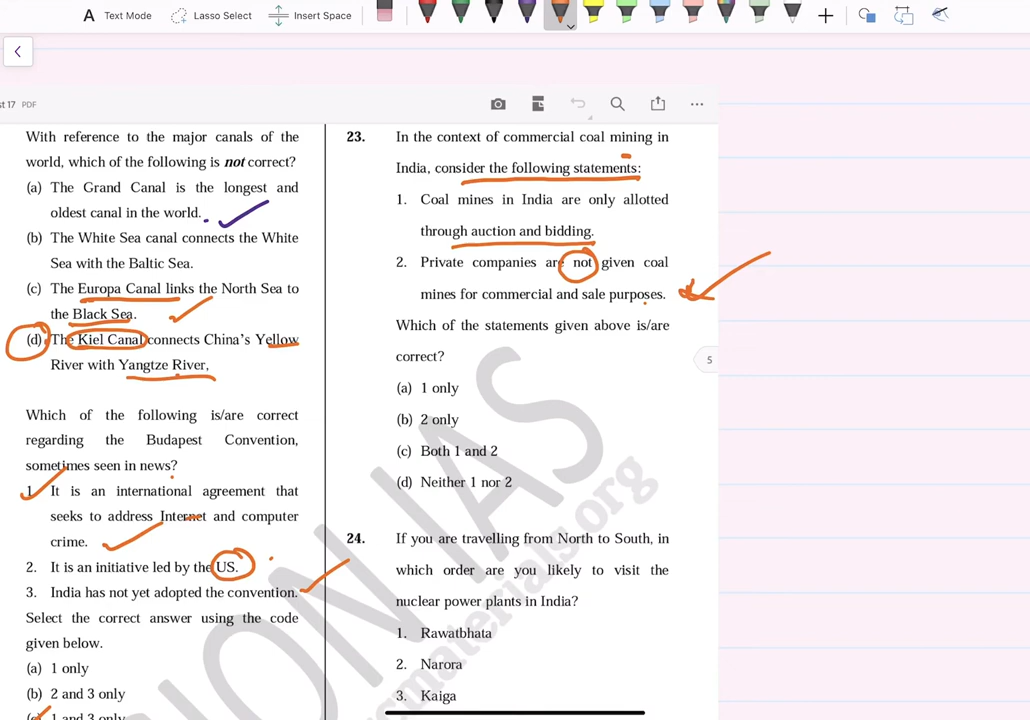 Text Mode
Lasso Select
Insert Space
st 17 PDF
With reference to the major canals of the
world, which of the following is not correct?
(a) The Grand Canal is the longest and
oldest canal in the world.
(b) The White Sea canal connects the White
Sea with the Baltic Sea.
(c) The Europa Canal links the North Sea to
the Black Sea.
(d) The Kiel Canal connects China's Yellow
River with Yangtze River,
Which of the following is/are correct
regarding the Budapest Convention,
sometimes seen in news?
1. It is an international agreement that
seeks to address Internet and computer
crime.
2. It is an initiative led by the US.
3. India has not yet adopted the convention.
Select the correct answer using the code
given below.
(a) 1 only
(b) 2 and 3 only
(c) 1 and 3 only
23. In the context of commercial coal mining in
India, consider the following statements:
1. Coal mines in India are only allotted
through auction and bidding.
2. Private companies are not given coal
mines for commercial and sale purposes.
Which of the statements given above is/are
correct?
(a) 1 only
(b) 2 only
(c) Both 1 and 2
(d) Neither 1 nor 2
24. If you are travelling from North to South, in
which order are you likely to visit the
nuclear power plants in India?
1. Rawatbhata
2. Narora
3. Kaiga
5